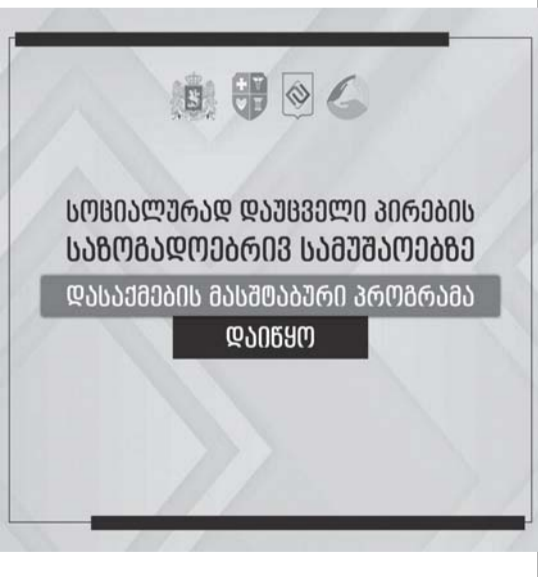 სოციალურად დაუცველი პირების
საზოგადოებრივ სამუშაოებზე
დასაქმების მასშტაბური პროგრამა
დაიწყო